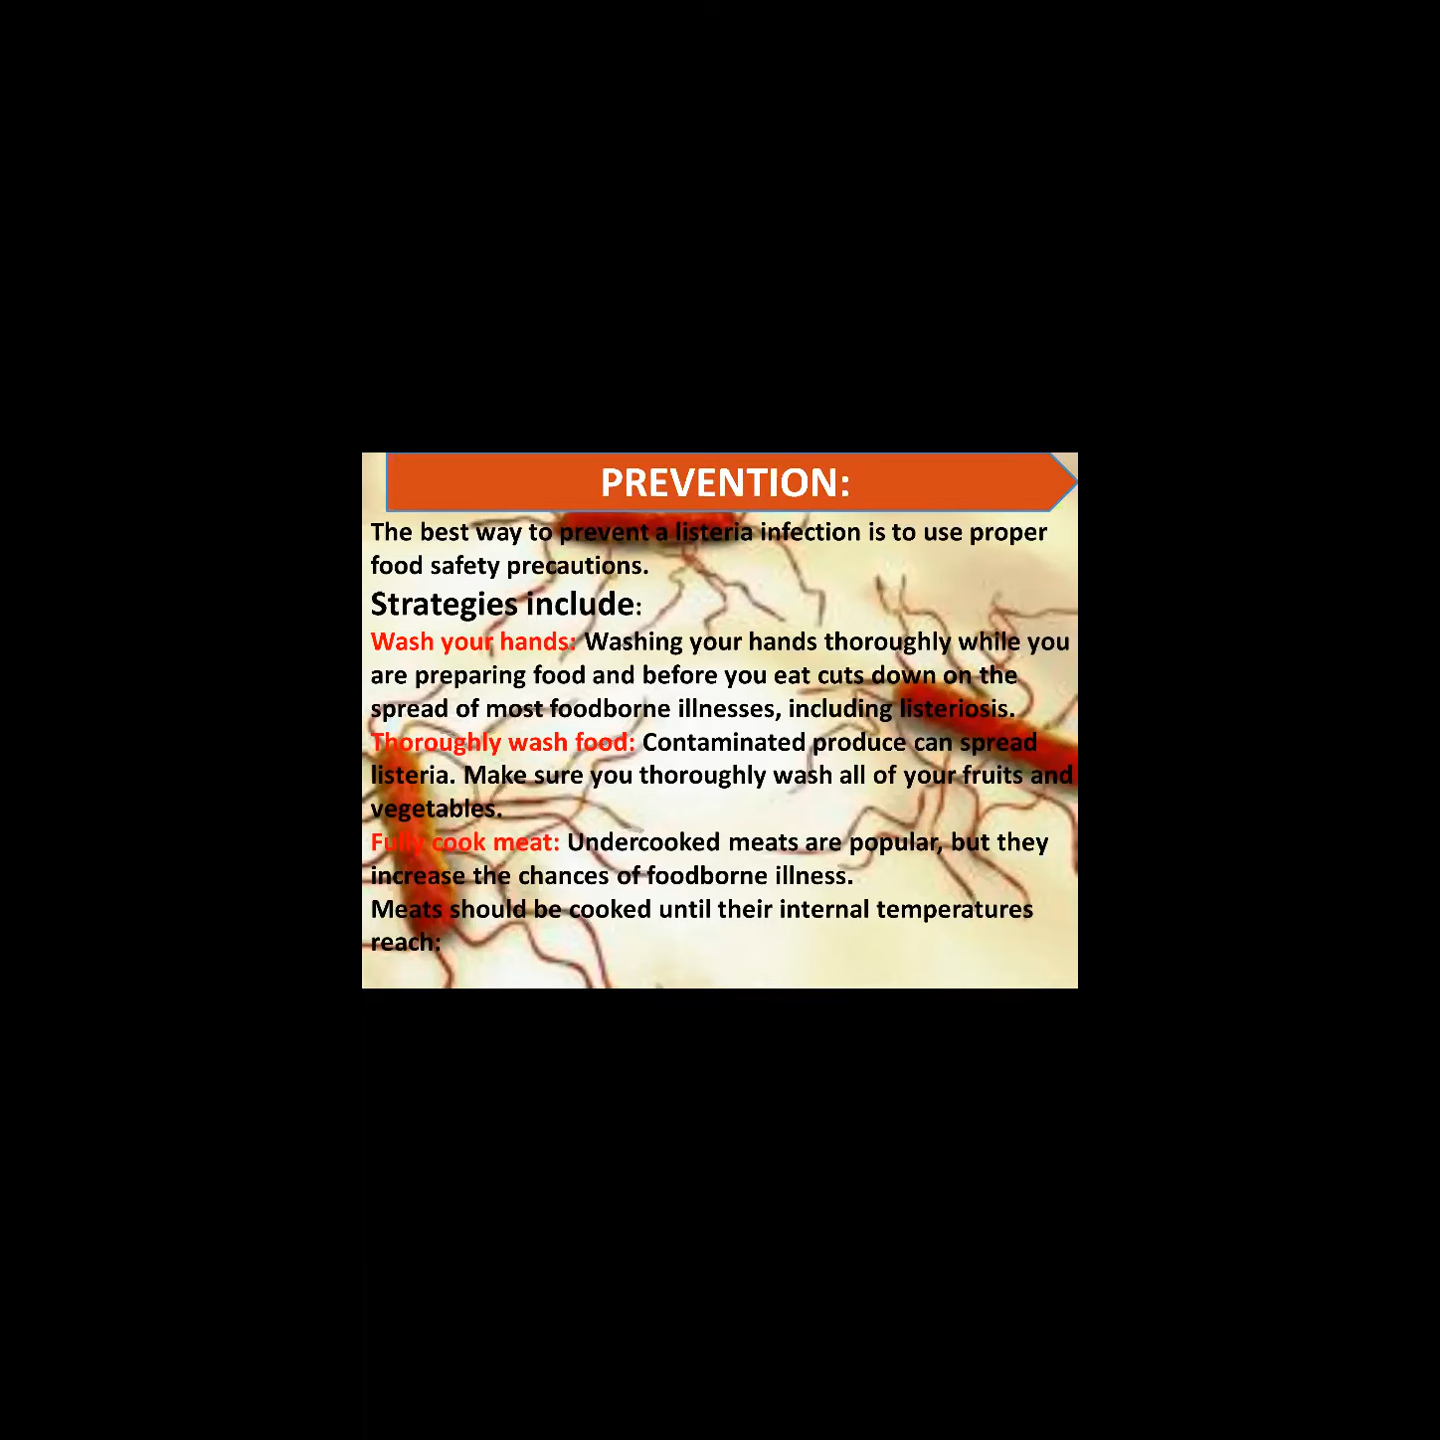 PREVENTION:
The best way to prevent a listeria infection is to use proper
food safety precautions.
Strategies include:
Wash your hands: Washing your hands thoroughly while you
are preparing food and before you eat cuts down on the
spread of most foodborne illnesses, including listeriosis.
Thoroughly wash food: Contaminated produce can spread
listeria. Make sure you thoroughly wash all of your fruits and
vegetables.
Fully cook meat: Undercooked meats are popular, but they
increase the chances of foodborne illness.
Meats should be cooked until their internal temperatures
reach: